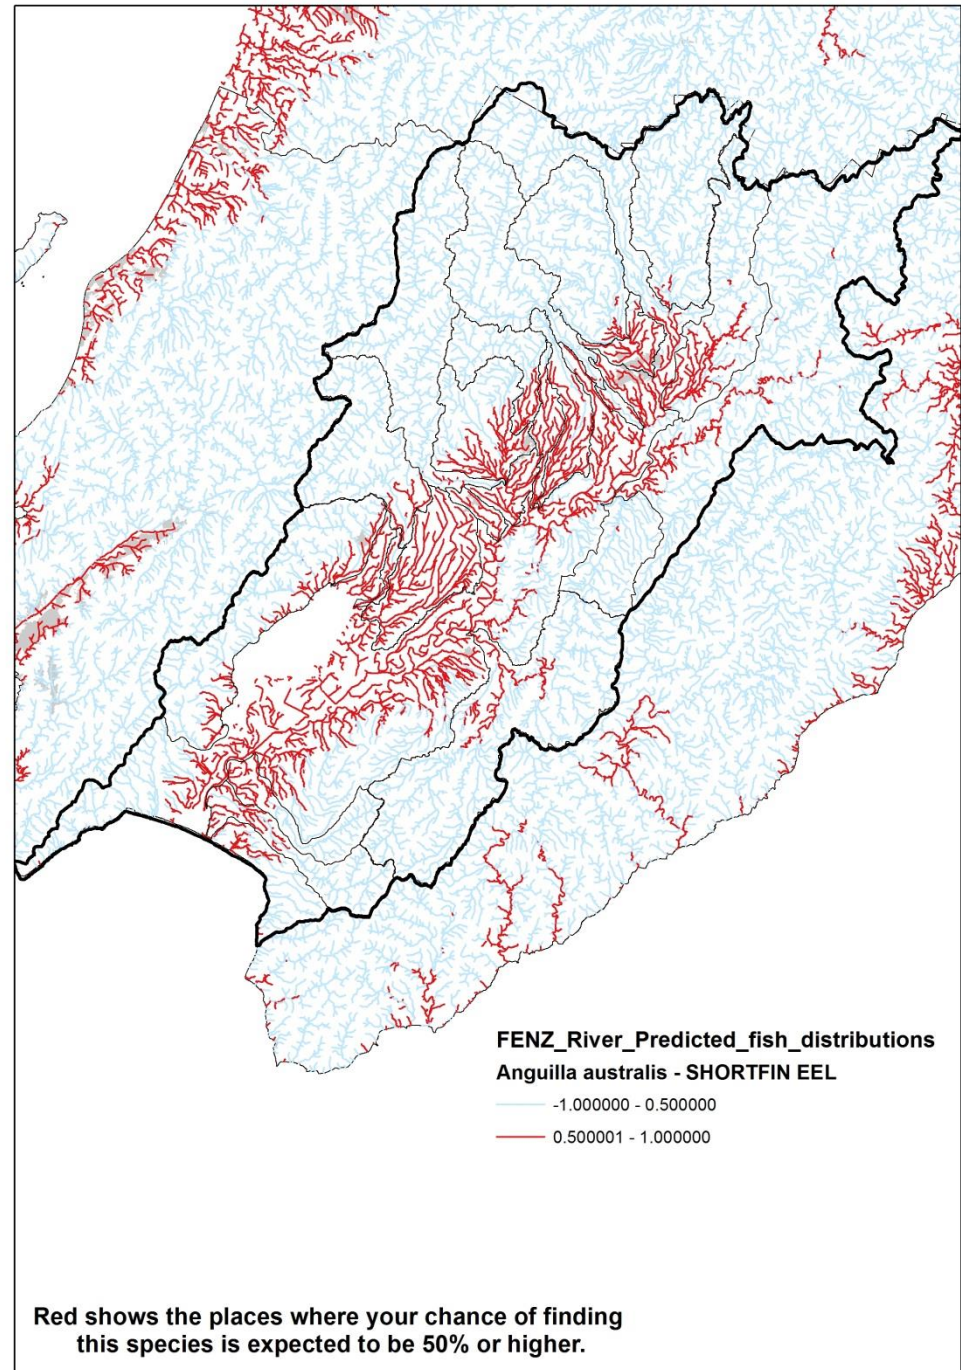 FENZ_River_Predicted_fish_distributions
Anguilla australis - SHORTFIN EEL
-1.000000 - 0.500000
0.500001 - 1.000000
Red shows the places where your chance of finding
this species is expected to be 50% or higher.